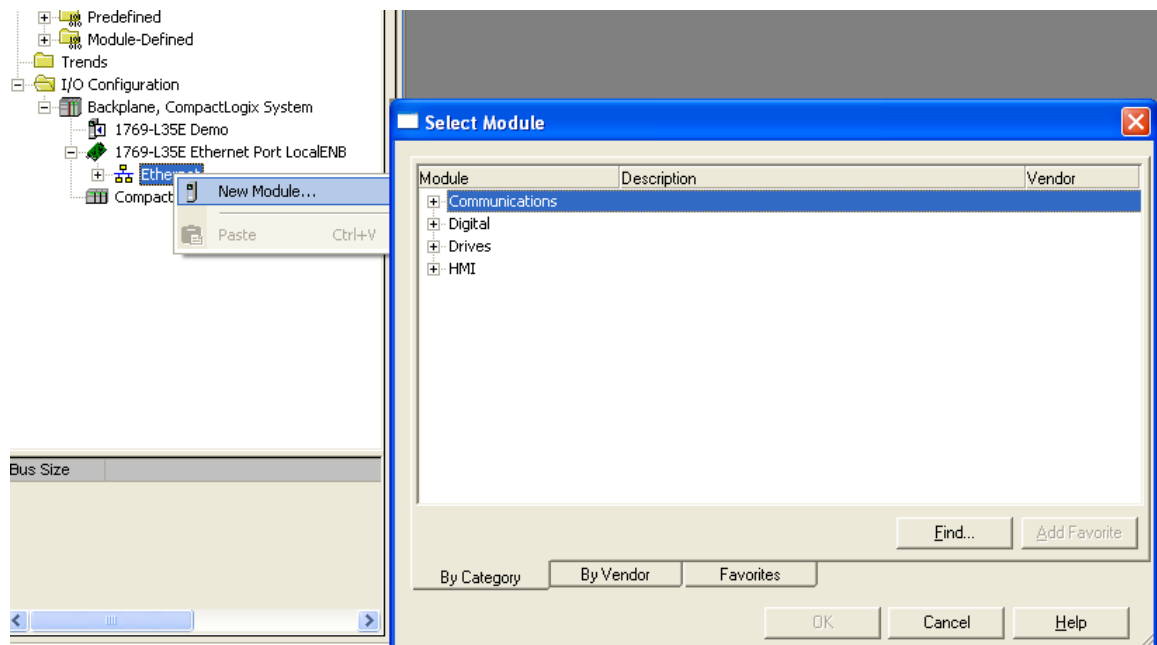 Predefined
Module-Defined
Trends
I/O Configuration
Backplane, CompactLogix System
1769-L35E Demo
1769-L35E Ethernet Port LocalENB
Ethernet
Compact
New Module...
Paste Ctrl+V
Bus Size
Select Module
Module Description Vendor
Communications
Digital
Drives
HMI
Find... Add Favorite
By Category By Vendor Favorites
OK Cancel Help